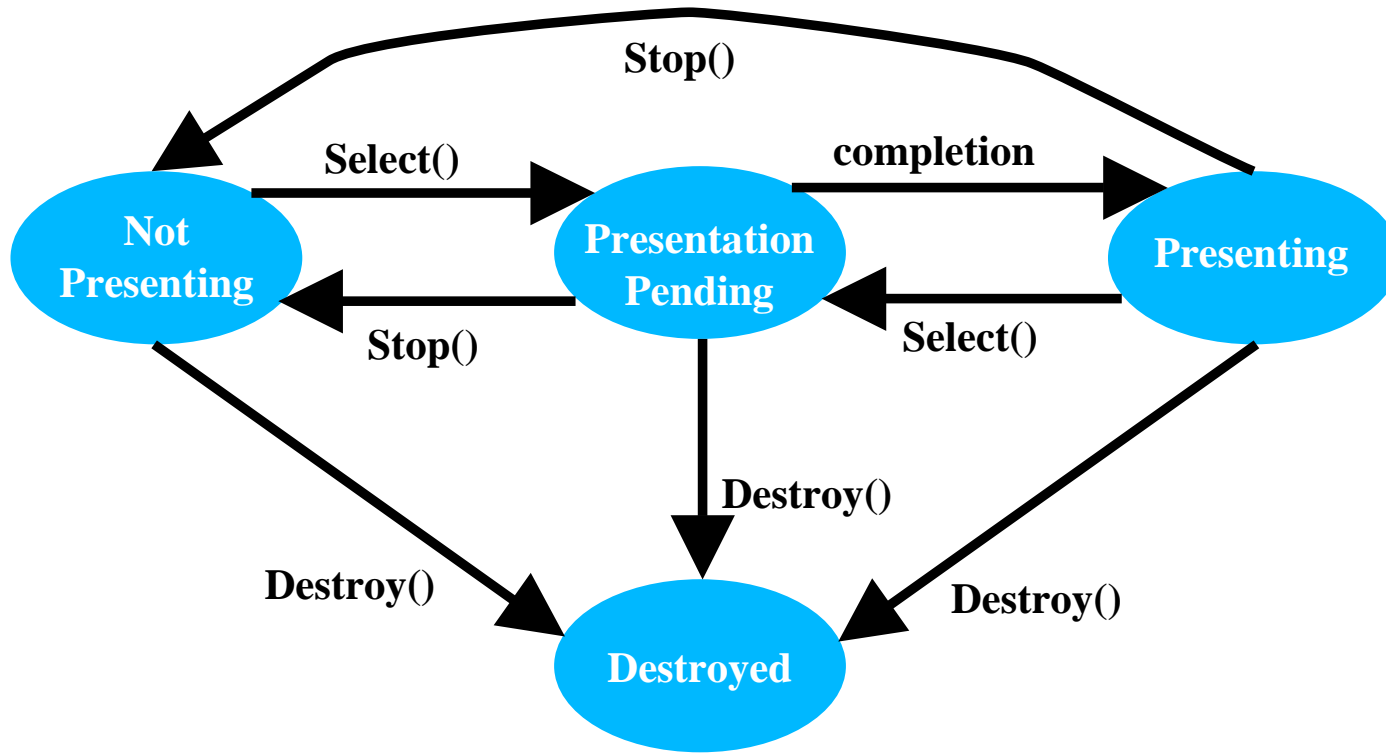 Stop()
Select()
completion
Not
Presenting
Presentation
Pending
Presenting
Stop()
Select()
Destroy()
Destroy()
Destroy()
Destroyed